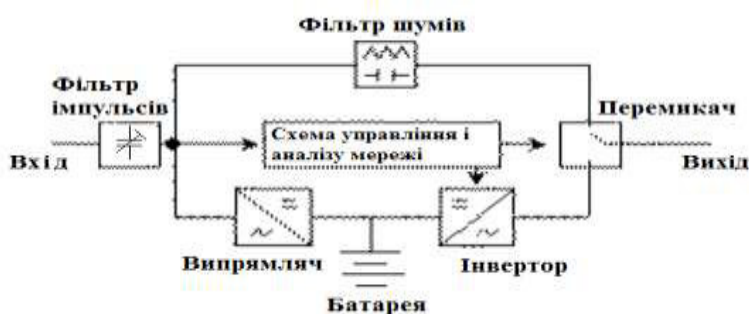 Фільтр шумів
Фільтр
імпульсів
Перемикач
Схема управління і
аналізу мережі
Вхід
Вихід
Випрямляч
Інвертор
Батарея